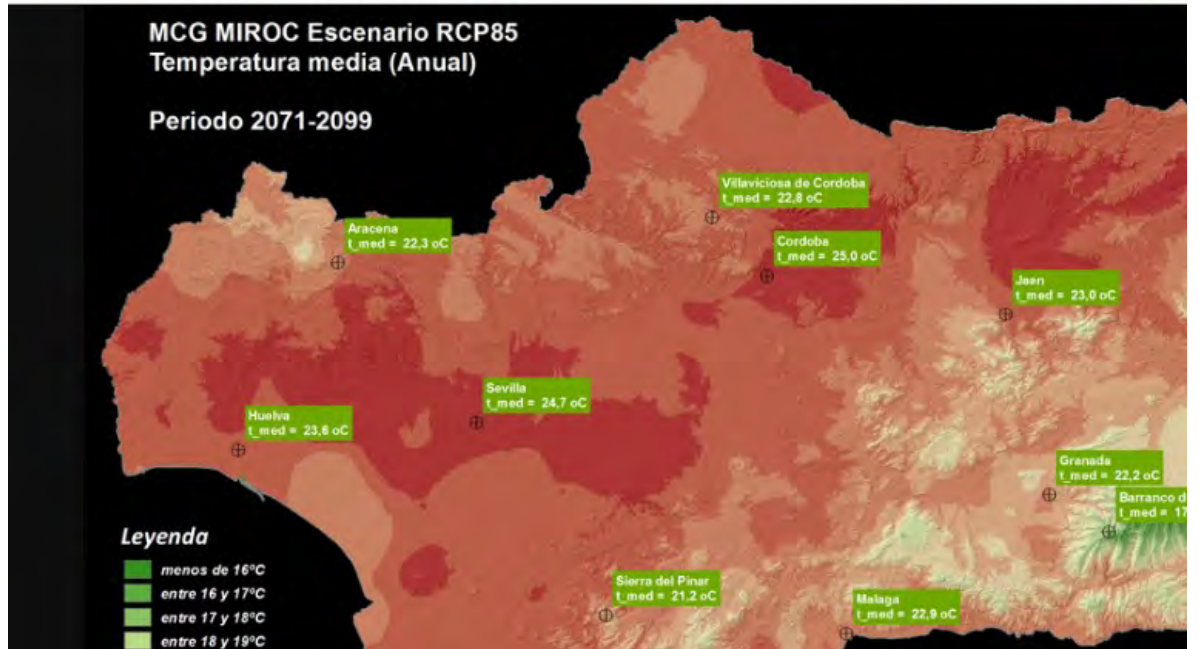 MCG MIROC Escenario RCP85
Temperatura media (Anual)
Periodo 2071-2099
Villaviciosa de Cordoba
t_med = 22,8 oC
Aracena
t_med = 22,3 oC
Cordoba
t_med = 25,0 oC
Jaen
t_med = 23,0 oC
Sevilla
t_med = 24,7 oC
Huelva
t_med = 23,6 oC
Granada
t_med = 22,2 oC
Barranco d
t_med = 17
Leyenda
menos de 16ºC
entre 16 y 17ºC
entre 17 y 18ºC
entre 18 y 19ºC
Sierra del Pinar
t_med = 21,2 oC
Malaga
t_med = 22,9 oC